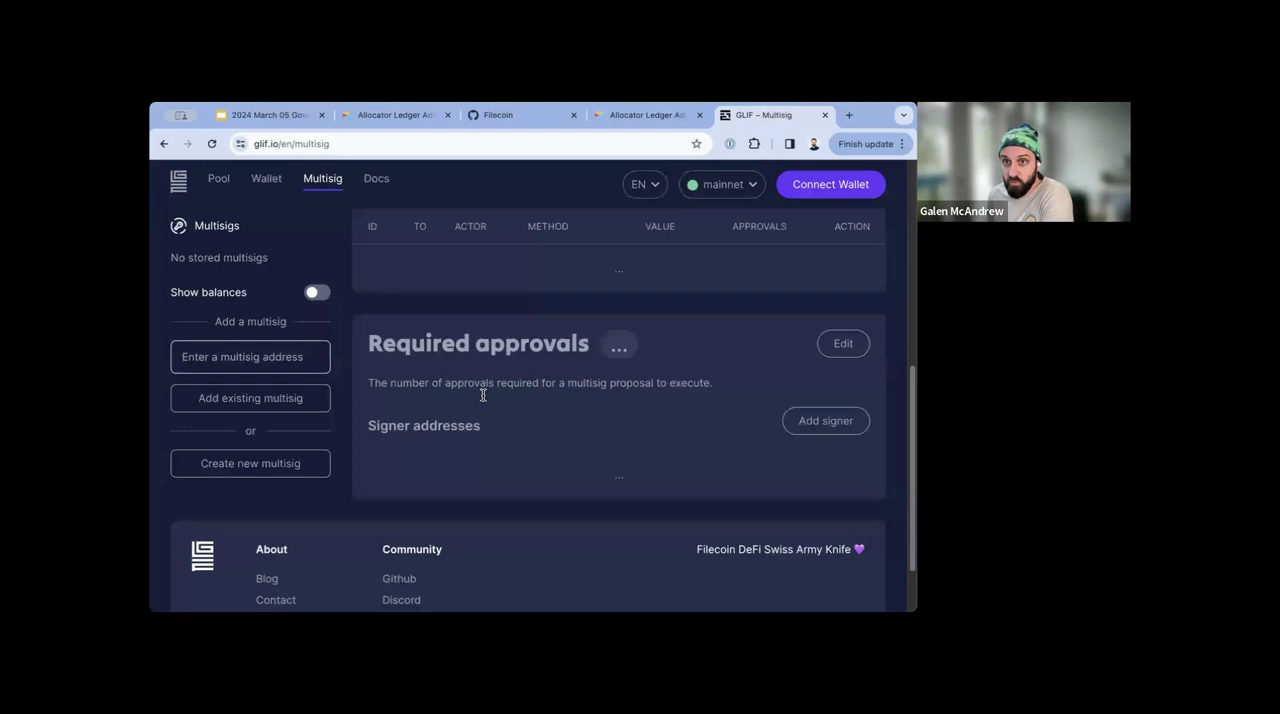 2024 March 05 Gov
Allocator Ledger Ad
Filecoin
Allocator Ledger Ad
GLIF – Multisig
glif.io/en/multisig
Finish update
Pool
Wallet
Multisig
Docs
EN
mainnet
Connect Wallet
Galen McAndrew
Multisigs
No stored multisigs
Show balances
Add a multisig
Enter a multisig address
Add existing multisig
or
Create new multisig
ID TO ACTOR METHOD VALUE APPROVALS ACTION
...
Required approvals ...
Edit
The number of approvals required for a multisig proposal to execute.
Signer addresses
Add signer
...
About
Blog
Contact
Community
Github
Discord
Filecoin DeFi Swiss Army Knife 💜